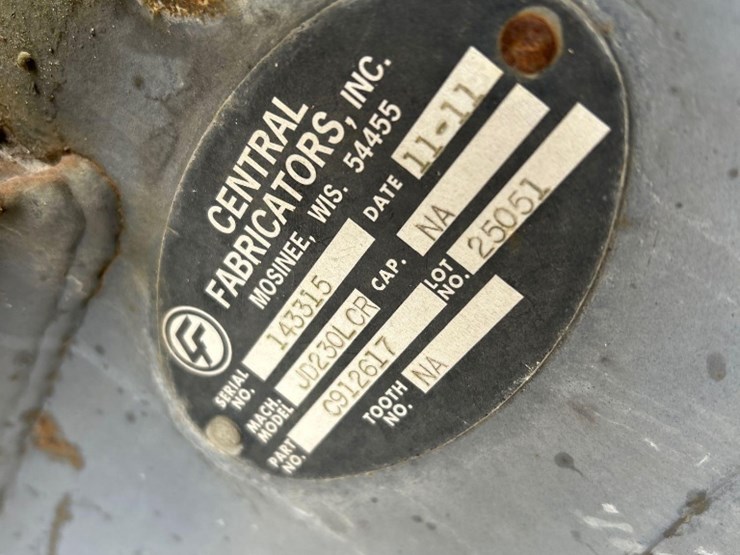 CENTRAL
FABRICATORS, INC.
MOSINEE, WIS. 54455
SERIAL NO. 143315 DATE 11-11
MACH. MODEL JD230LCR CAP. NA
PART NO. C912617 LOT NO. 25051
TOOTH NO. NA